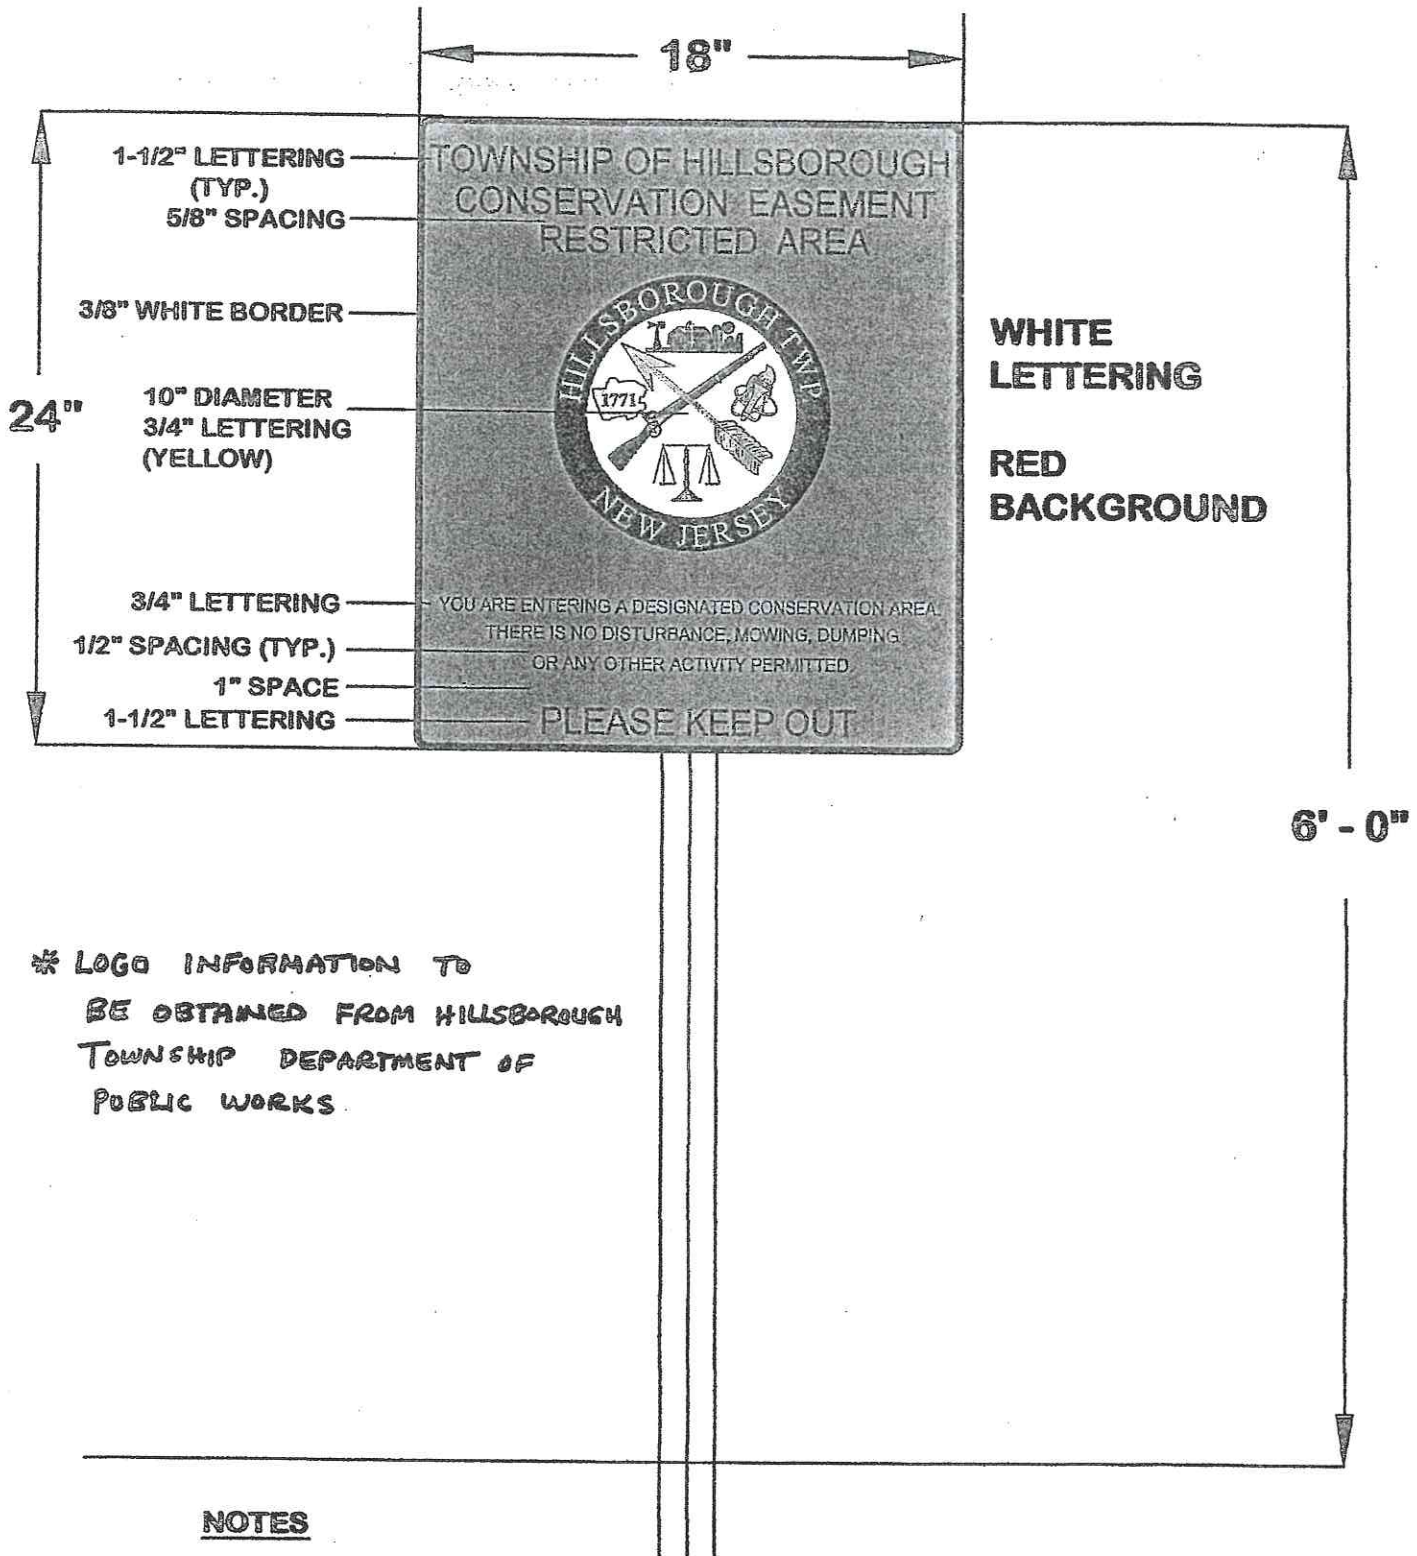 18"
24"
1-1/2" LETTERING
(TYP.)
5/8" SPACING
3/8" WHITE BORDER
10" DIAMETER
3/4" LETTERING
(YELLOW)
3/4" LETTERING
1/2" SPACING (TYP.)
1" SPACE
1-1/2" LETTERING
TOWNSHIP OF HILLSBOROUGH
CONSERVATION EASEMENT
RESTRICTED AREA
HILLSBOROUGH TWP
1771
NEW JERSEY
YOU ARE ENTERING A DESIGNATED CONSERVATION AREA.
THERE IS NO DISTURBANCE, MOWING, DUMPING
OR ANY OTHER ACTIVITY PERMITTED.
PLEASE KEEP OUT
WHITE
LETTERING
RED
BACKGROUND
6' - 0"
* LOGO INFORMATION TO
BE OBTAINED FROM HILLSBOROUGH
TOWNSHIP DEPARTMENT OF
PUBLIC WORKS
NOTES